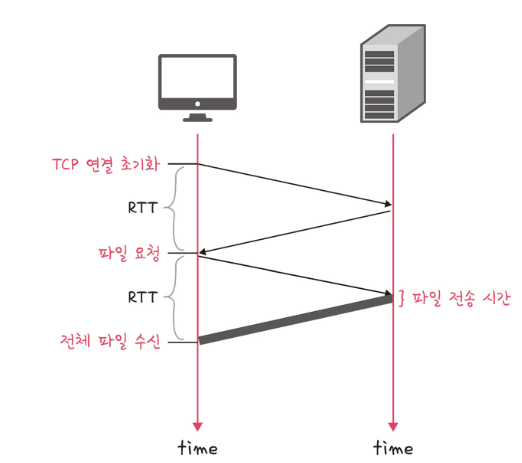 TCP 연결 초기화
RTT
파일 요청
RTT
} 파일 전송 시간
전체 파일 수신
time
time